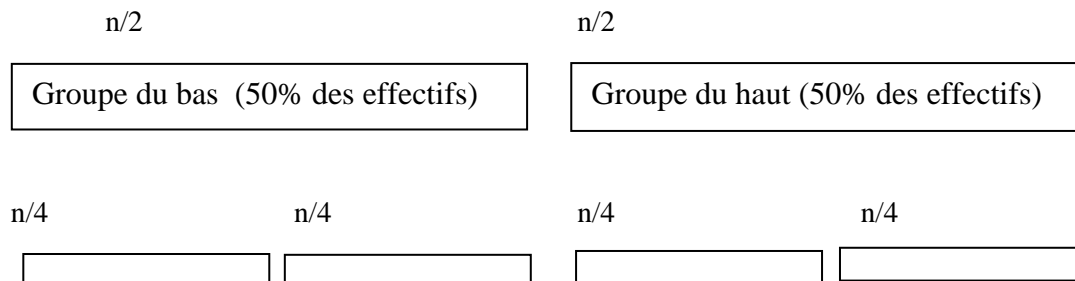 n/2 n/2
Groupe du bas (50% des effectifs) Groupe du haut (50% des effectifs)
n/4 n/4 n/4 n/4